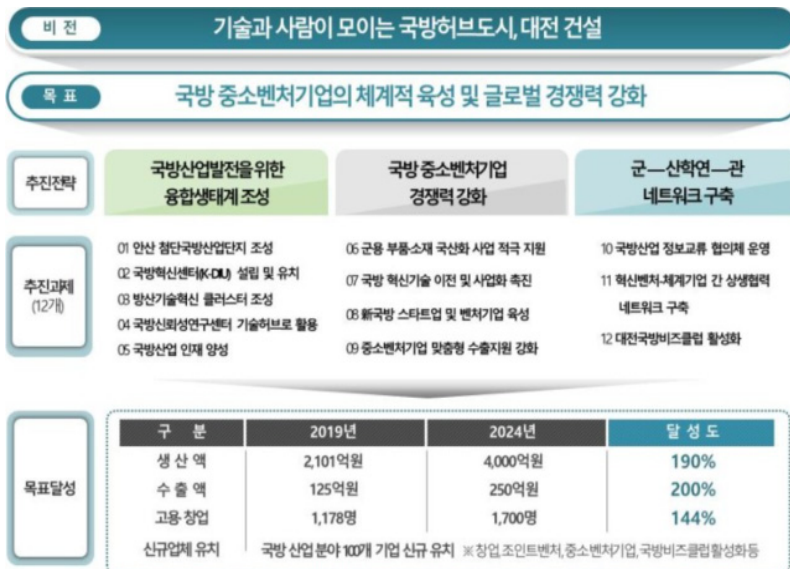 비 전
기술과 사람이 모이는 국방허브도시, 대전 건설
목 표
국방 중소벤처기업의 체계적 육성 및 글로벌 경쟁력 강화
추진전략
국방산업발전을 위한
융합생태계 조성
국방 중소벤처기업
경쟁력 강화
군—산학연—관
네트워크 구축
추진과제
(12개)
01 안산 첨단국방산업단지 조성
02 국방혁신센터(K-DIU) 설립 및 유치
03 방산기술혁신 클러스터 조성
04 국방신뢰성연구센터 기술허브로 활용
05 국방산업 인재 양성
06 군용 부품·소재 국산화 사업 적극 지원
07 국방 혁신기술 이전 및 사업화 촉진
08 新국방 스타트업 및 벤처기업 육성
09 중소벤처기업 맞춤형 수출지원 강화
10 국방산업 정보교류 협의체 운영
11 혁신벤처-체계기업 간 상생협력
네트워크 구축
12 대전국방비즈클럽 활성화
목표달성
구 분 2019년 2024년 달 성 도
생 산 액 2,101억원 4,000억원 190%
수 출 액 125억원 250억원 200%
고용·창업 1,178명 1,700명 144%
신규업체 유치 국방 산업 분야 100개 기업 신규 유치 ※ 창업,조인트벤처,중소벤처기업,국방비즈클럽활성화 등